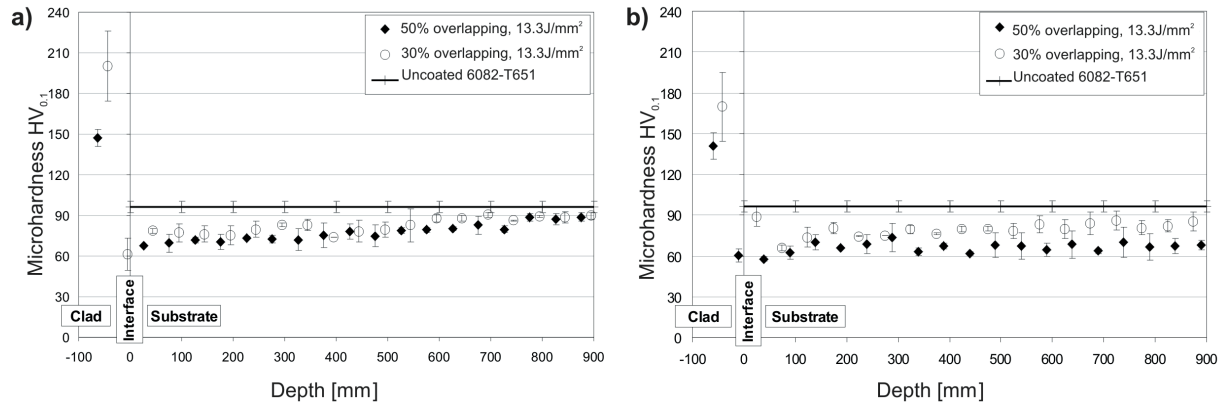 a)
240
210
180
150
120
90
60
30
0
Microhardness HV0.1
50% overlapping, 13.3J/mm²
30% overlapping, 13.3J/mm²
Uncoated 6082-T651
Clad
Interface
Substrate
-100 0 100 200 300 400 500 600 700 800 900
Depth [mm]
b)
240
210
180
150
120
90
60
30
0
Microhardness HV0.1
50% overlapping, 13.3J/mm²
30% overlapping, 13.3J/mm²
Uncoated 6082-T651
Clad
Interface
Substrate
-100 0 100 200 300 400 500 600 700 800 900
Depth [mm]